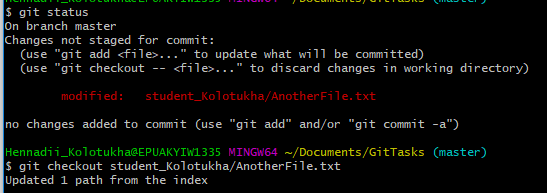 $ git status
On branch master
Changes not staged for commit:
  (use "git add <file>..." to update what will be committed)
  (use "git checkout -- <file>..." to discard changes in working directory)
        modified:   student_Kolotukha/AnotherFile.txt
no changes added to commit (use "git add" and/or "git commit -a")
Hennadii_Kolotukha@EPUAKYIW1335 MINGW64 ~/Documents/GitTasks (master)
$ git checkout student_Kolotukha/AnotherFile.txt
Updated 1 path from the index